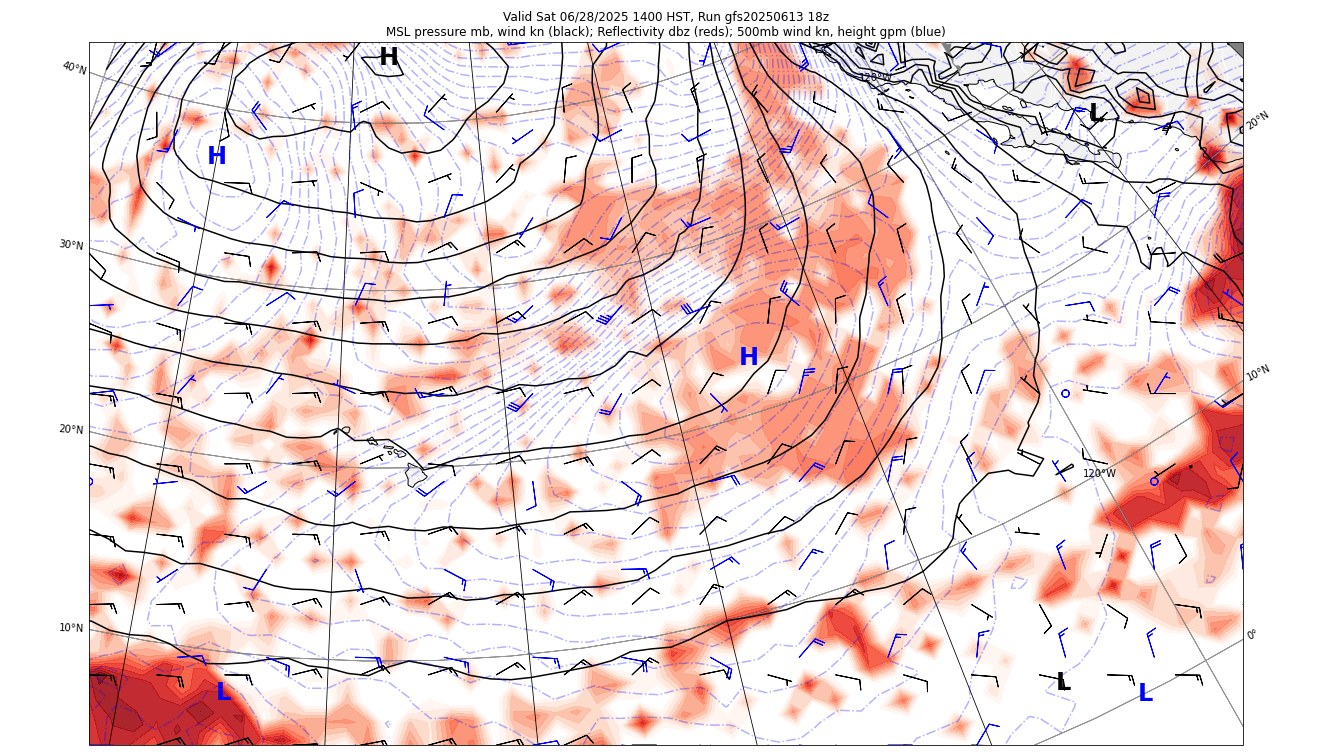 Valid Sat 06/28/2025 1400 HST, Run gfs20250613 18z
MSL pressure mb, wind kn (black); Reflectivity dbz (reds); 500mb wind kn, height gpm (blue)
H
40°N
120°W
L
20°N
H
30°N
H
10°N
20°N
120°W
10°N
0°
L
L
L